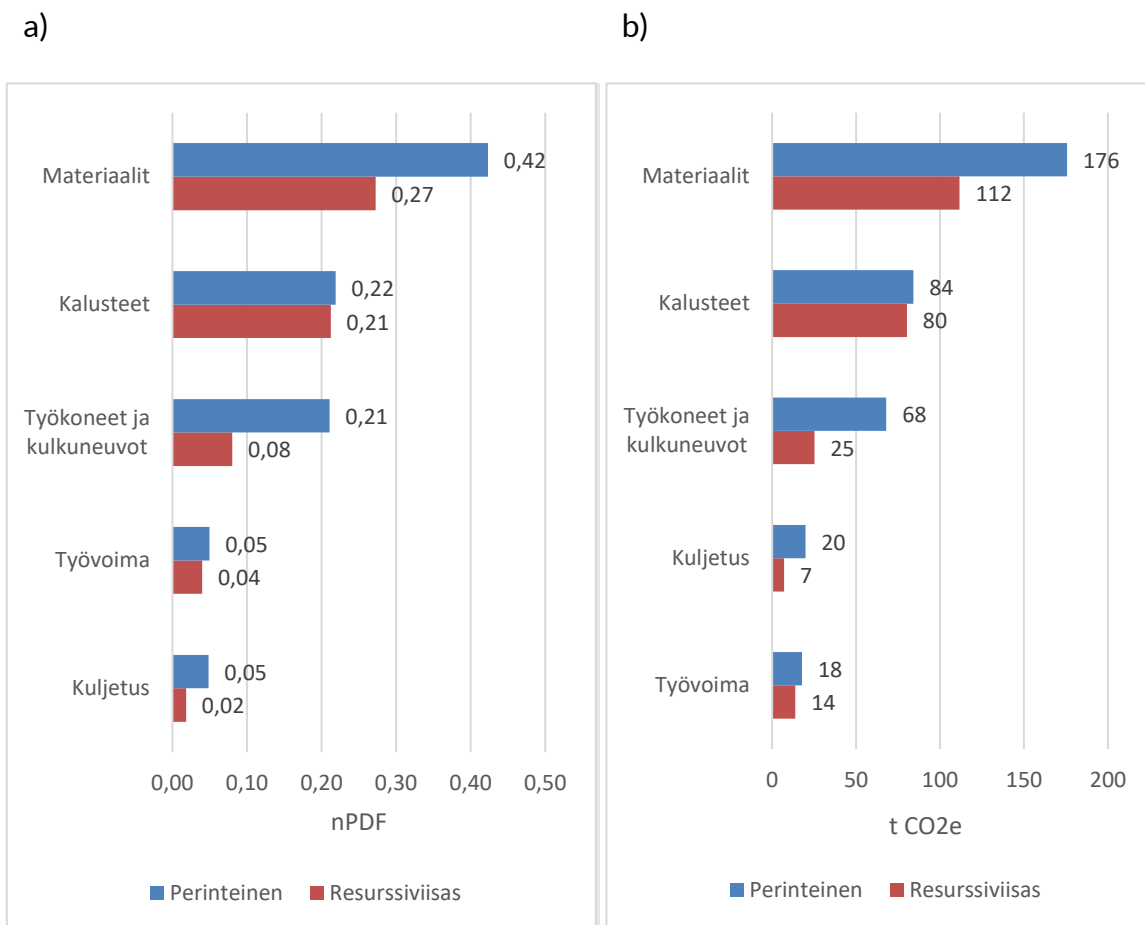 a)
Materiaalit
0,42
0,27
Kalusteet
0,22
0,21
Työkoneet ja
kulkuneuvot
0,21
0,08
Työvoima
0,05
0,04
Kuljetus
0,05
0,02
0,00 0,10 0,20 0,30 0,40 0,50
nPDF
Perinteinen Resurssiviisas
b)
Materiaalit
176
112
Kalusteet
84
80
Työkoneet ja
kulkuneuvot
68
25
Kuljetus
20
7
Työvoima
18
14
0 50 100 150 200
t CO2e
Perinteinen Resurssiviisas